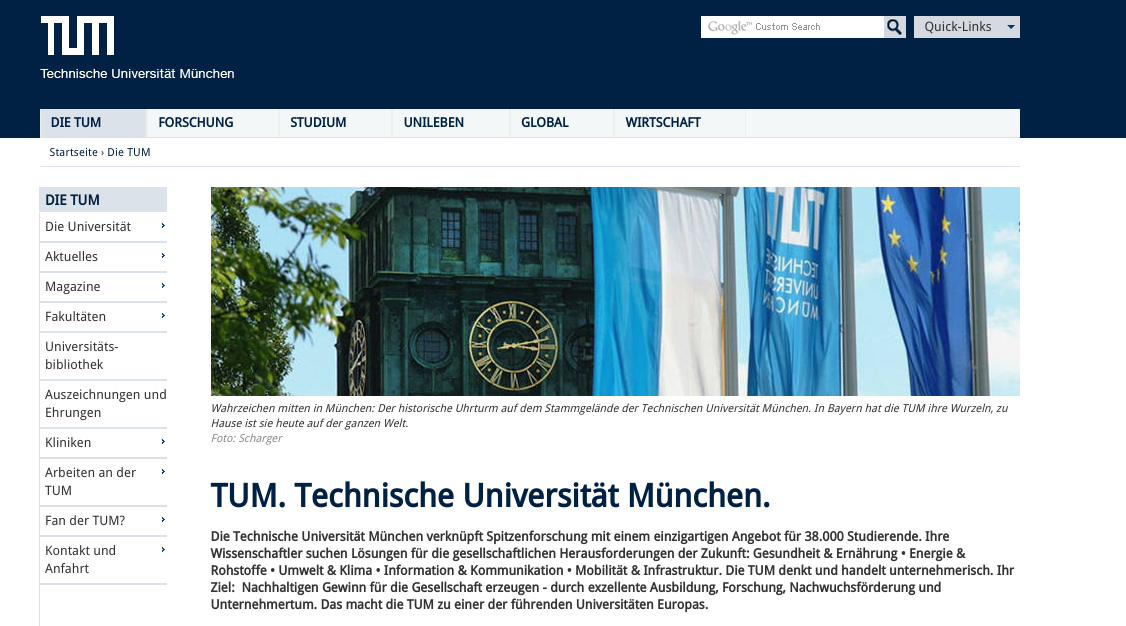 TUM
Technische Universität München
Google™ Custom Search
Quick-Links
DIE TUM
FORSCHUNG
STUDIUM
UNILEBEN
GLOBAL
WIRTSCHAFT
Startseite › Die TUM
DIE TUM
Die Universität
Aktuelles
Magazine
Fakultäten
Universitäts-
bibliothek
Auszeichnungen und
Ehrungen
Kliniken
Arbeiten an der
TUM
Fan der TUM?
Kontakt und
Anfahrt
TUM
TECHNISCHE
UNIVERSITÄT
MÜNCHEN
Wahrzeichen mitten in München: Der historische Uhrturm auf dem Stammgelände der Technischen Universität München. In Bayern hat die TUM ihre Wurzeln, zu
Hause ist sie heute auf der ganzen Welt.
Foto: Scharger
TUM. Technische Universität München.
Die Technische Universität München verknüpft Spitzenforschung mit einem einzigartigen Angebot für 38.000 Studierende. Ihre
Wissenschaftler suchen Lösungen für die gesellschaftlichen Herausforderungen der Zukunft: Gesundheit & Ernährung • Energie &
Rohstoffe • Umwelt & Klima • Information & Kommunikation • Mobilität & Infrastruktur. Die TUM denkt und handelt unternehmerisch. Ihr
Ziel:  Nachhaltigen Gewinn für die Gesellschaft erzeugen - durch exzellente Ausbildung, Forschung, Nachwuchsförderung und
Unternehmertum. Das macht die TUM zu einer der führenden Universitäten Europas.